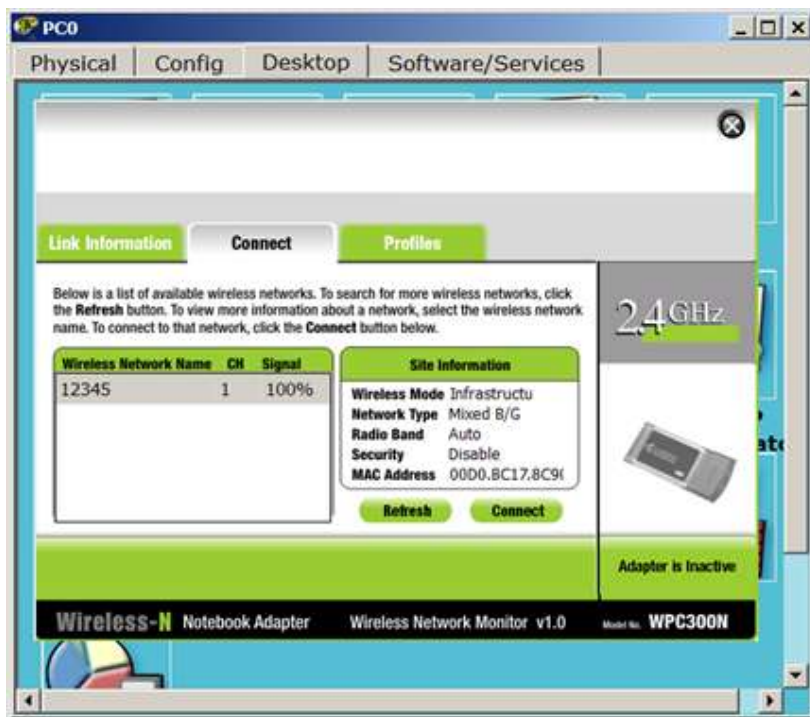 PC0
Physical Config Desktop Software/Services
Link Information Connect Profiles
Below is a list of available wireless networks. To search for more wireless networks, click
the Refresh button. To view more information about a network, select the wireless network
name. To connect to that network, click the Connect button below.
2.4GHz
Wireless Network Name CH Signal
12345 1 100%
Site Information
Wireless Mode Infrastructu
Network Type Mixed B/G
Radio Band Auto
Security Disable
MAC Address 00D0.BC17.8C9(
Refresh Connect
Adapter is Inactive
Wireless-N Notebook Adapter Wireless Network Monitor v1.0 Model No. WPC300N